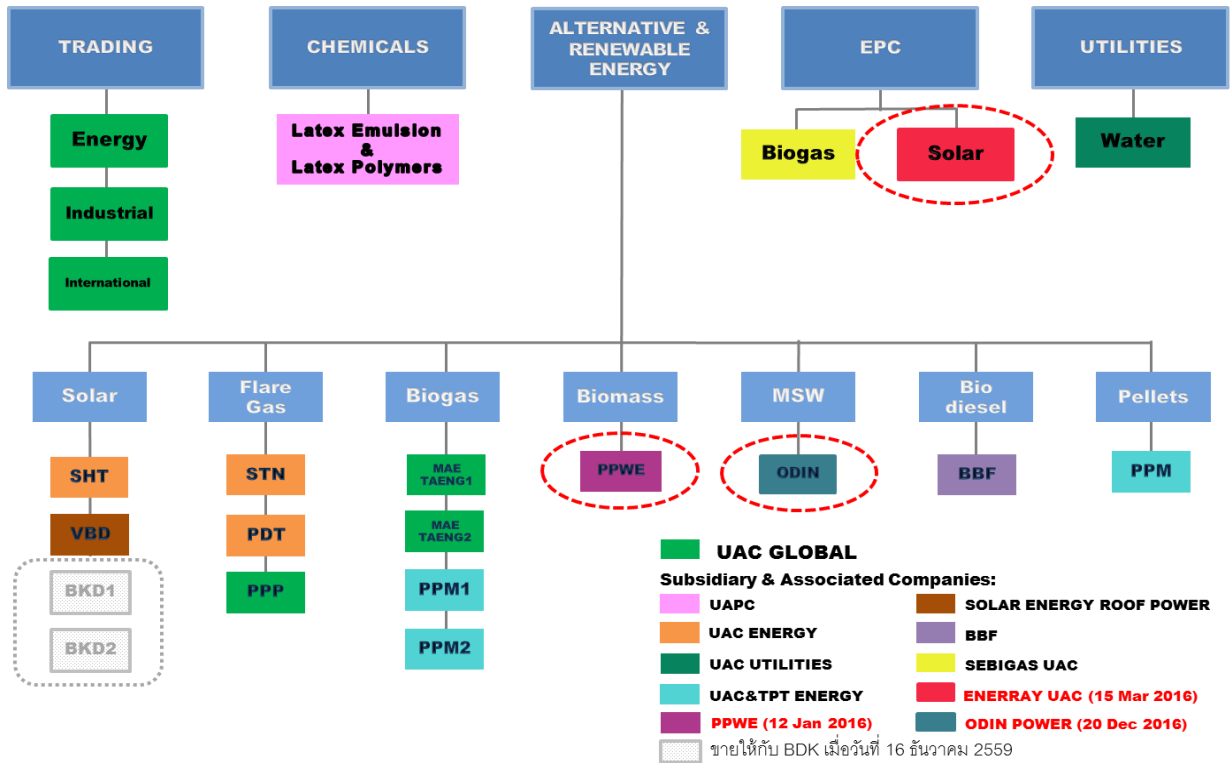 TRADING
CHEMICALS
ALTERNATIVE &
RENEWABLE
ENERGY
EPC
UTILITIES
Energy
Industrial
International
Latex Emulsion
&
Latex Polymers
Biogas
Solar
Water
Solar
Flare
Gas
Biogas
Biomass
MSW
Bio
diesel
Pellets
SHT
VBD
BKD1
BKD2
STN
PDT
PPP
MAE
TAENG1
MAE
TAENG2
PPM1
PPM2
PPWE
ODIN
BBF
PPM
UAC GLOBAL
Subsidiary & Associated Companies:
UAPC
SOLAR ENERGY ROOF POWER
UAC ENERGY
BBF
UAC UTILITIES
SEBIGAS UAC
UAC&TPT ENERGY
ENERRAY UAC (15 Mar 2016)
PPWE (12 Jan 2016)
ODIN POWER (20 Dec 2016)
ขายให้กับ BDK เมื่อวันที่ 16 ธันวาคม 2559